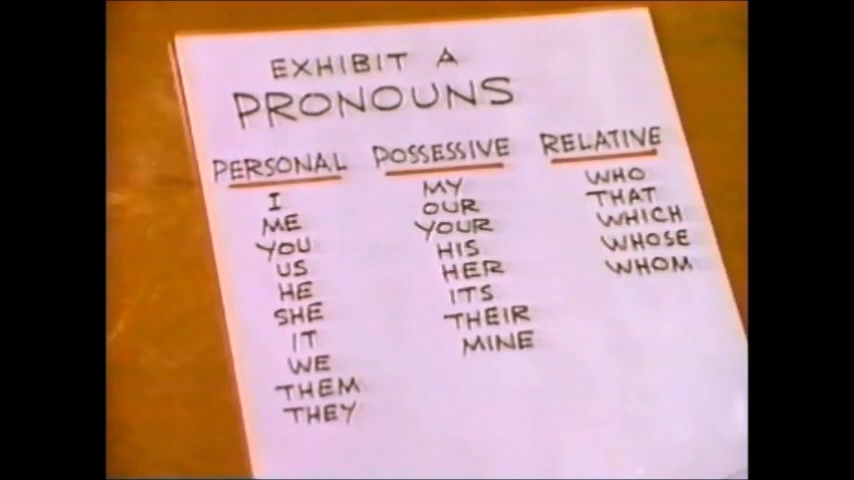 EXHIBIT A
PRONOUNS
PERSONAL
I
ME
YOU
US
HE
SHE
IT
WE
THEM
THEY
POSSESSIVE
MY
OUR
YOUR
HIS
HER
ITS
THEIR
MINE
RELATIVE
WHO
THAT
WHICH
WHOSE
WHOM